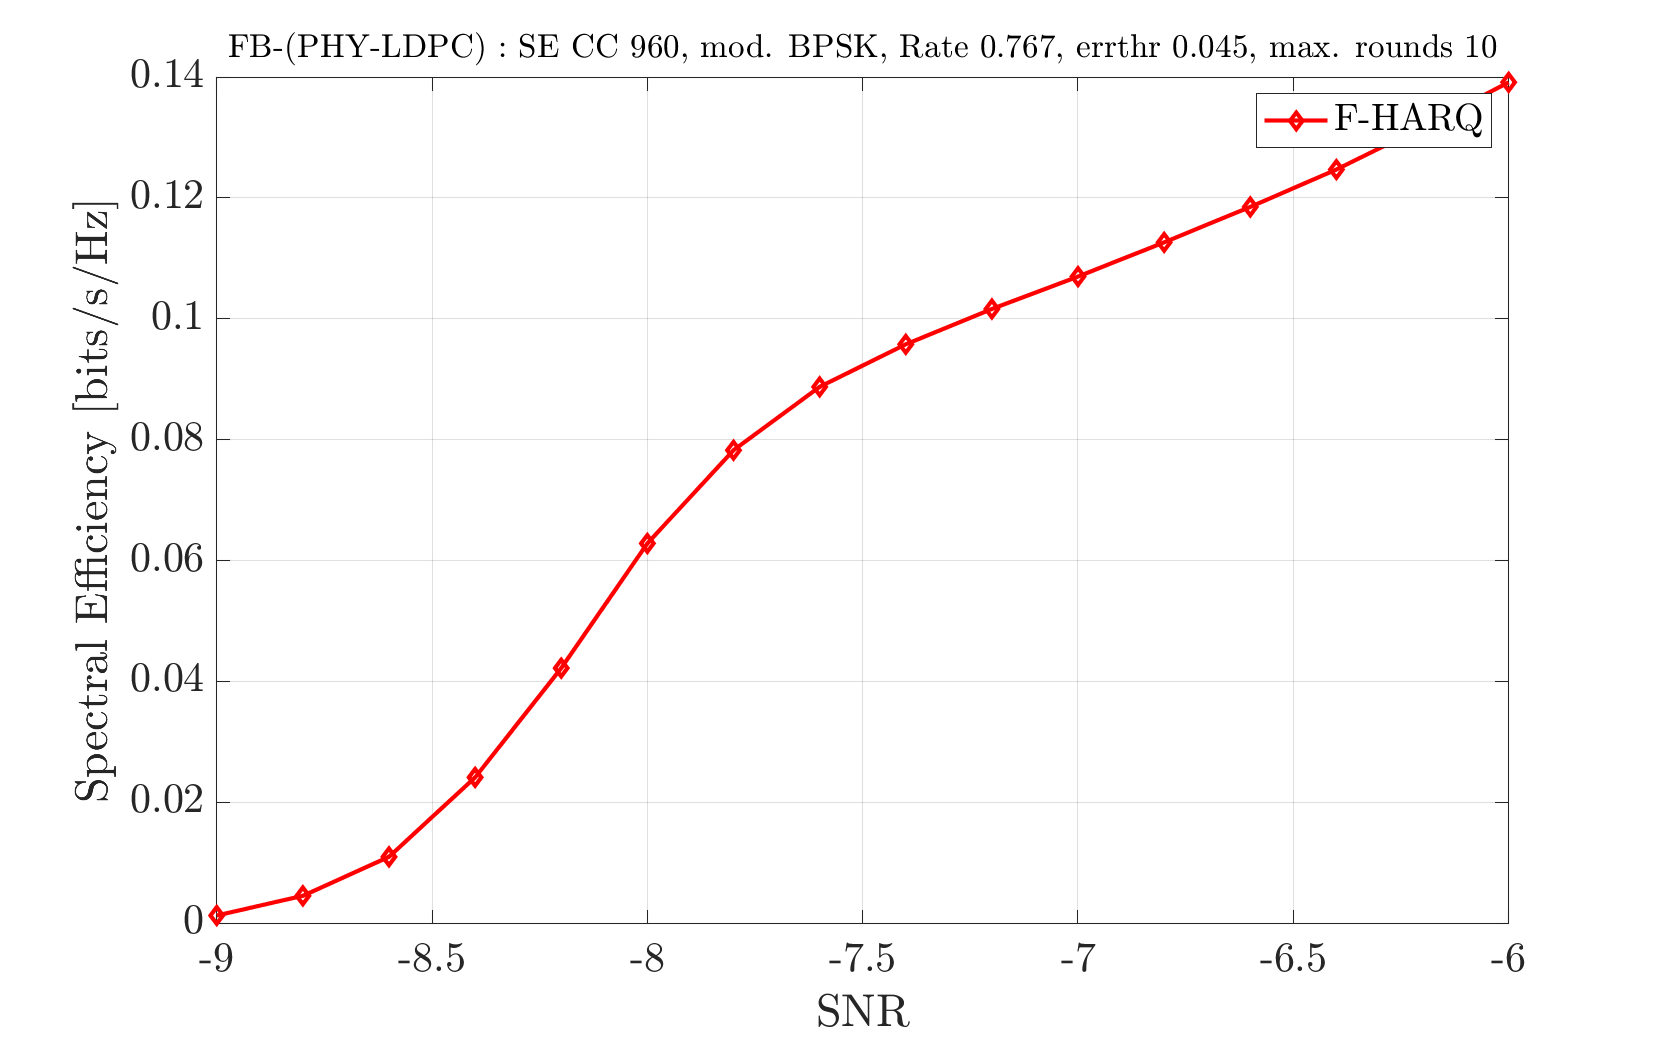 FB-(PHY-LDPC) : SE CC 960, mod. BPSK, Rate 0.767, errthr 0.045, max. rounds 10
F-HARQ
Spectral Efficiency [bits/s/Hz]
0.14
0.12
0.1
0.08
0.06
0.04
0.02
0
-9 -8.5 -8 -7.5 -7 -6.5 -6
SNR